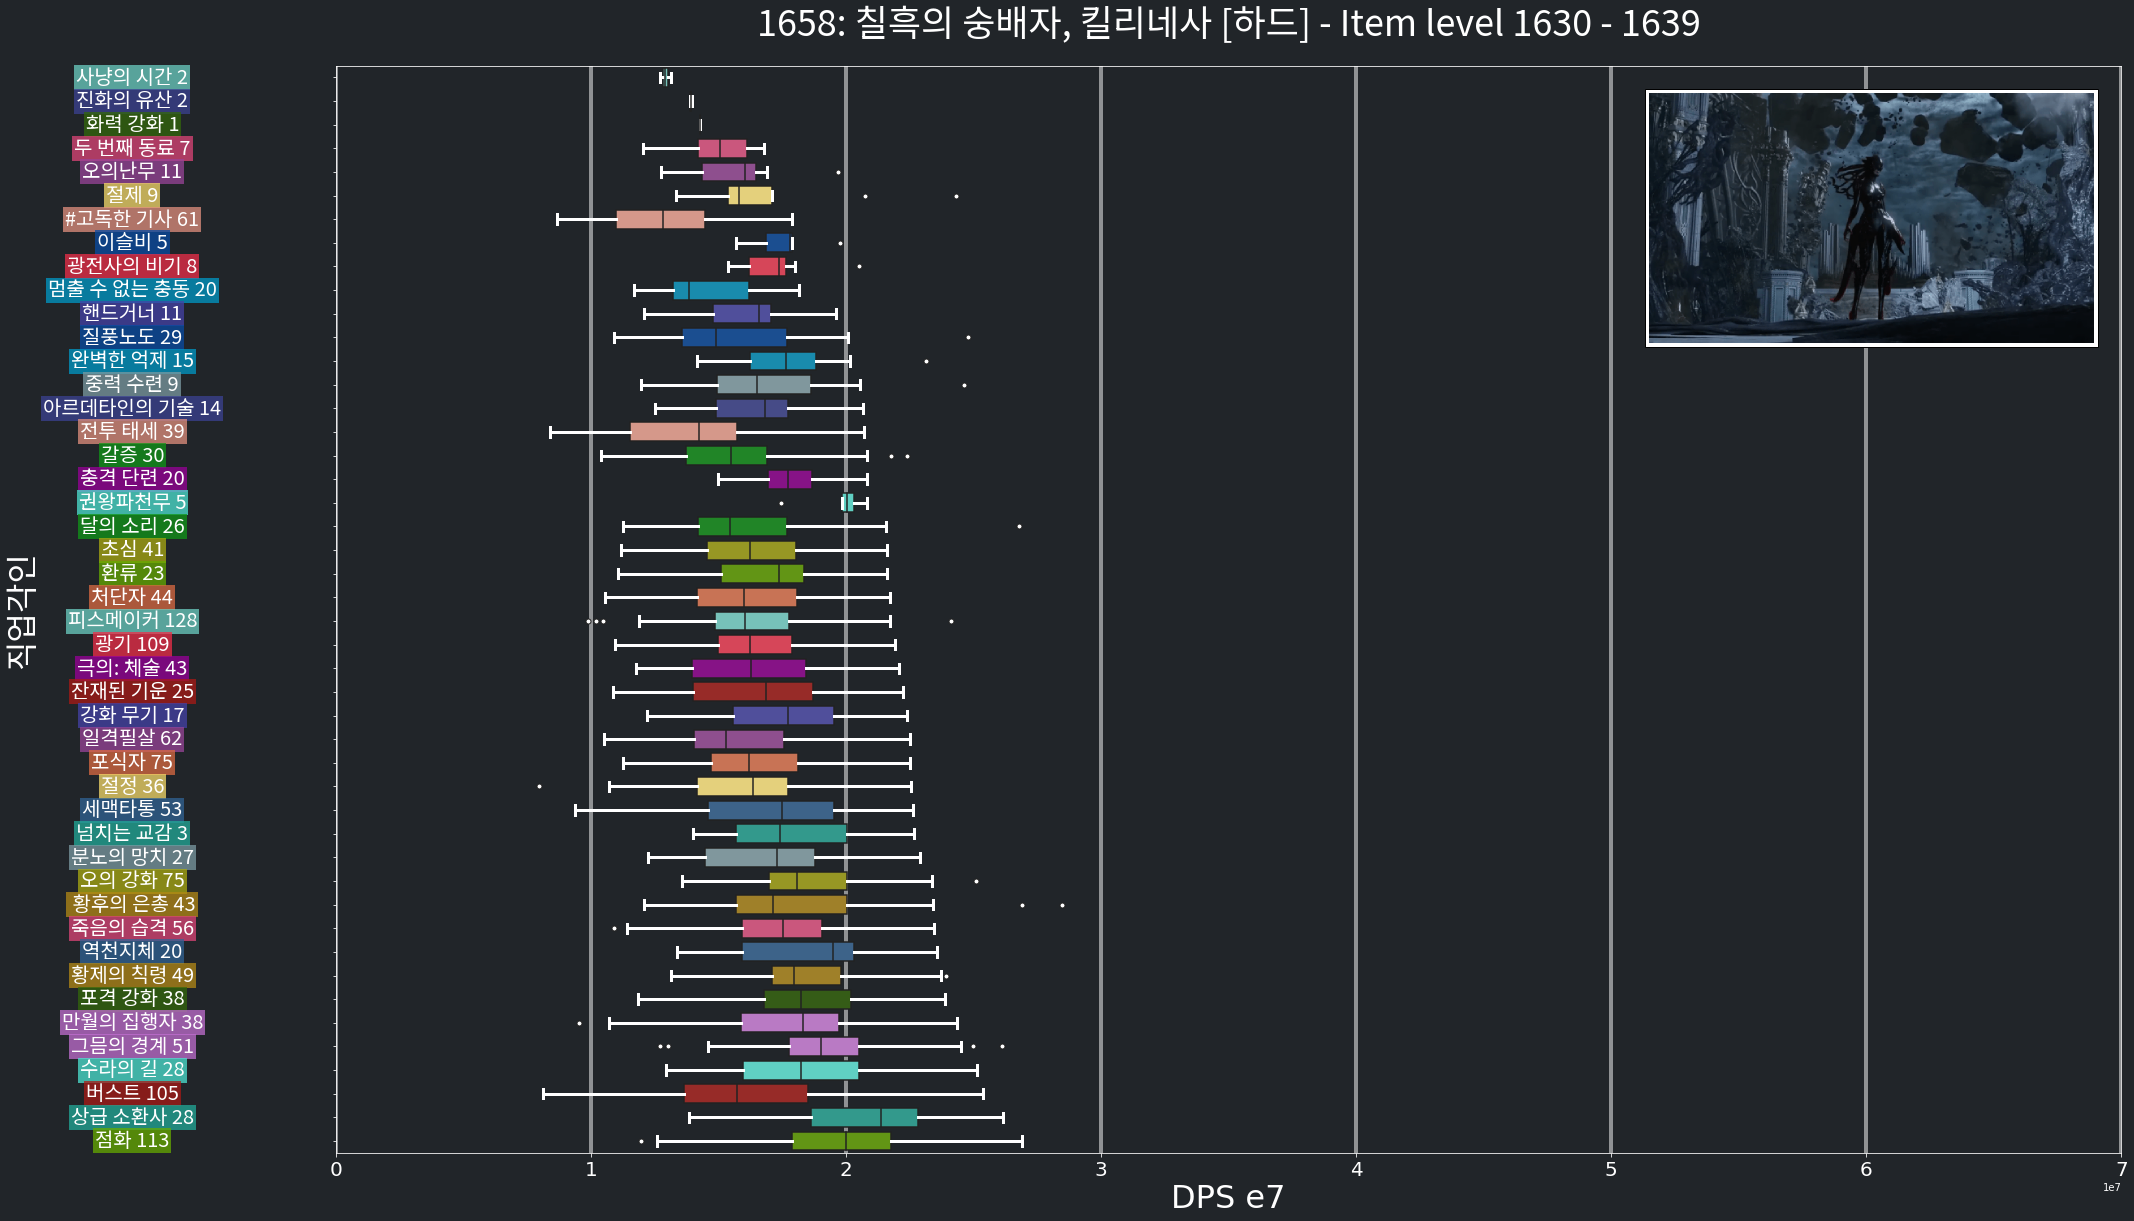 1658: 칠흑의 숭배자, 킬리네사 [하드] - Item level 1630 - 1639
사냥의 시간 2
진화의 유산 2
화력 강화 1
두 번째 동료 7
오의난무 11
절제 9
#고독한 기사 61
이슬비 5
광전사의 비기 8
멈출 수 없는 충동 20
핸드거너 11
질풍노도 29
완벽한 억제 15
중력 수련 9
아르데타인의 기술 14
전투 태세 39
갈증 30
충격 단련 20
권왕파천무 5
달의 소리 26
초심 41
환류 23
처단자 44
피스메이커 128
광기 109
극의: 체술 43
잔재된 기운 25
강화 무기 17
일격필살 62
포식자 75
절정 36
세맥타통 53
넘치는 교감 3
분노의 망치 27
오의 강화 75
황후의 은총 43
죽음의 습격 56
역천지체 20
황제의 칙령 49
포격 강화 38
만월의 집행자 38
그믐의 경계 51
수라의 길 28
버스트 105
상급 소환사 28
점화 113
직업각인
0 1 2 3 4 5 6 7
1e7
DPS e7